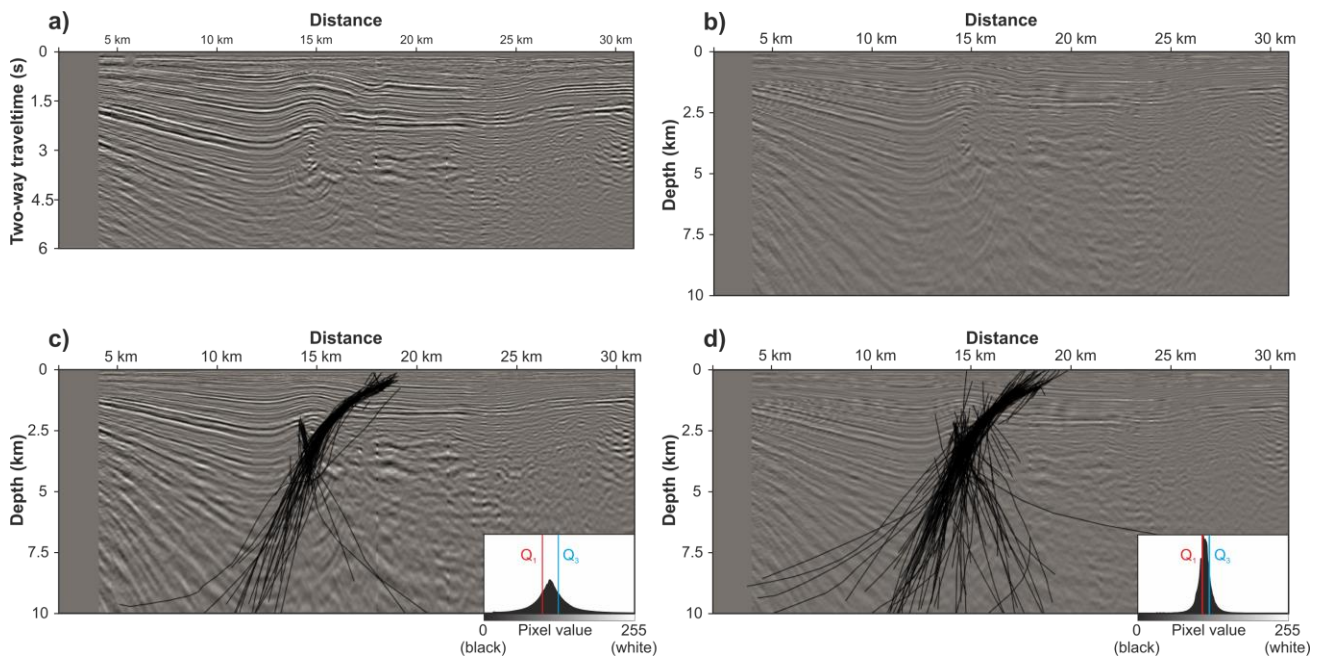 a)
Distance
5 km 10 km 15 km 20 km 25 km 30 km
Two-way traveltime (s)
0
1.5
3
4.5
6
b)
Distance
5 km 10 km 15 km 20 km 25 km 30 km
Depth (km)
0
2.5
5
7.5
10
c)
Distance
5 km 10 km 15 km 20 km 25 km 30 km
Depth (km)
0
2.5
5
7.5
10
Q1 Q3
0 Pixel value 255
(black) (white)
d)
Distance
5 km 10 km 15 km 20 km 25 km 30 km
Depth (km)
0
2.5
5
7.5
10
Q1 Q3
0 Pixel value 255
(black) (white)